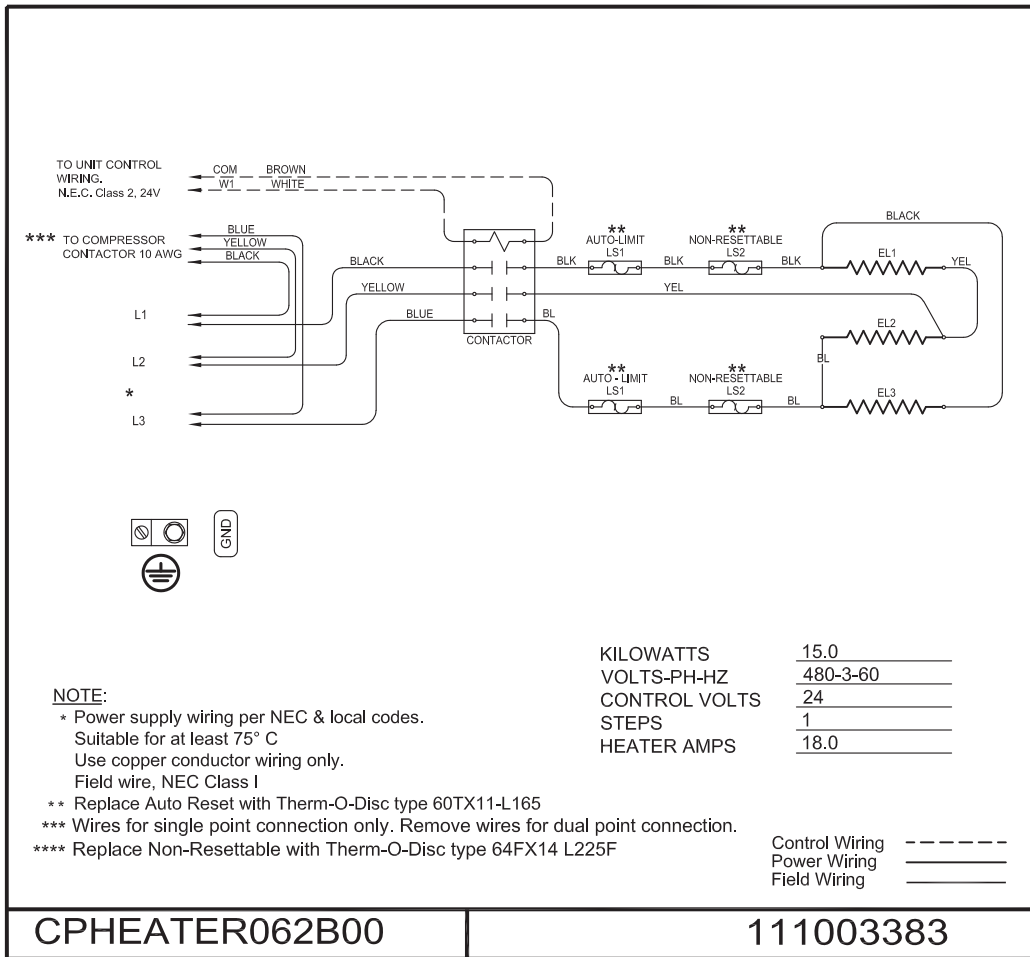 TO UNIT CONTROL
WIRING.
N.E.C. Class 2, 24V
COM BROWN
W1 WHITE
*** TO COMPRESSOR
CONTACTOR 10 AWG
BLUE
YELLOW
BLACK
L1
L2
*
L3
BLACK
YELLOW
BLUE
CONTACTOR
BLK
**
AUTO-LIMIT
LS1
BLK
**
NON-RESETTABLE
LS2
BLK
BLACK
EL1
YEL
YEL
EL2
BL
BL
**
AUTO - LIMIT
LS1
BL
**
NON-RESETTABLE
LS2
BL
EL3
GND
KILOWATTS 15.0
VOLTS-PH-HZ 480-3-60
CONTROL VOLTS 24
STEPS 1
HEATER AMPS 18.0
NOTE:
* Power supply wiring per NEC & local codes.
Suitable for at least 75° C
Use copper conductor wiring only.
Field wire, NEC Class I
** Replace Auto Reset with Therm-O-Disc type 60TX11-L165
*** Wires for single point connection only. Remove wires for dual point connection.
**** Replace Non-Resettable with Therm-O-Disc type 64FX14 L225F
Control Wiring
Power Wiring
Field Wiring
CPHEATER062B00
111003383